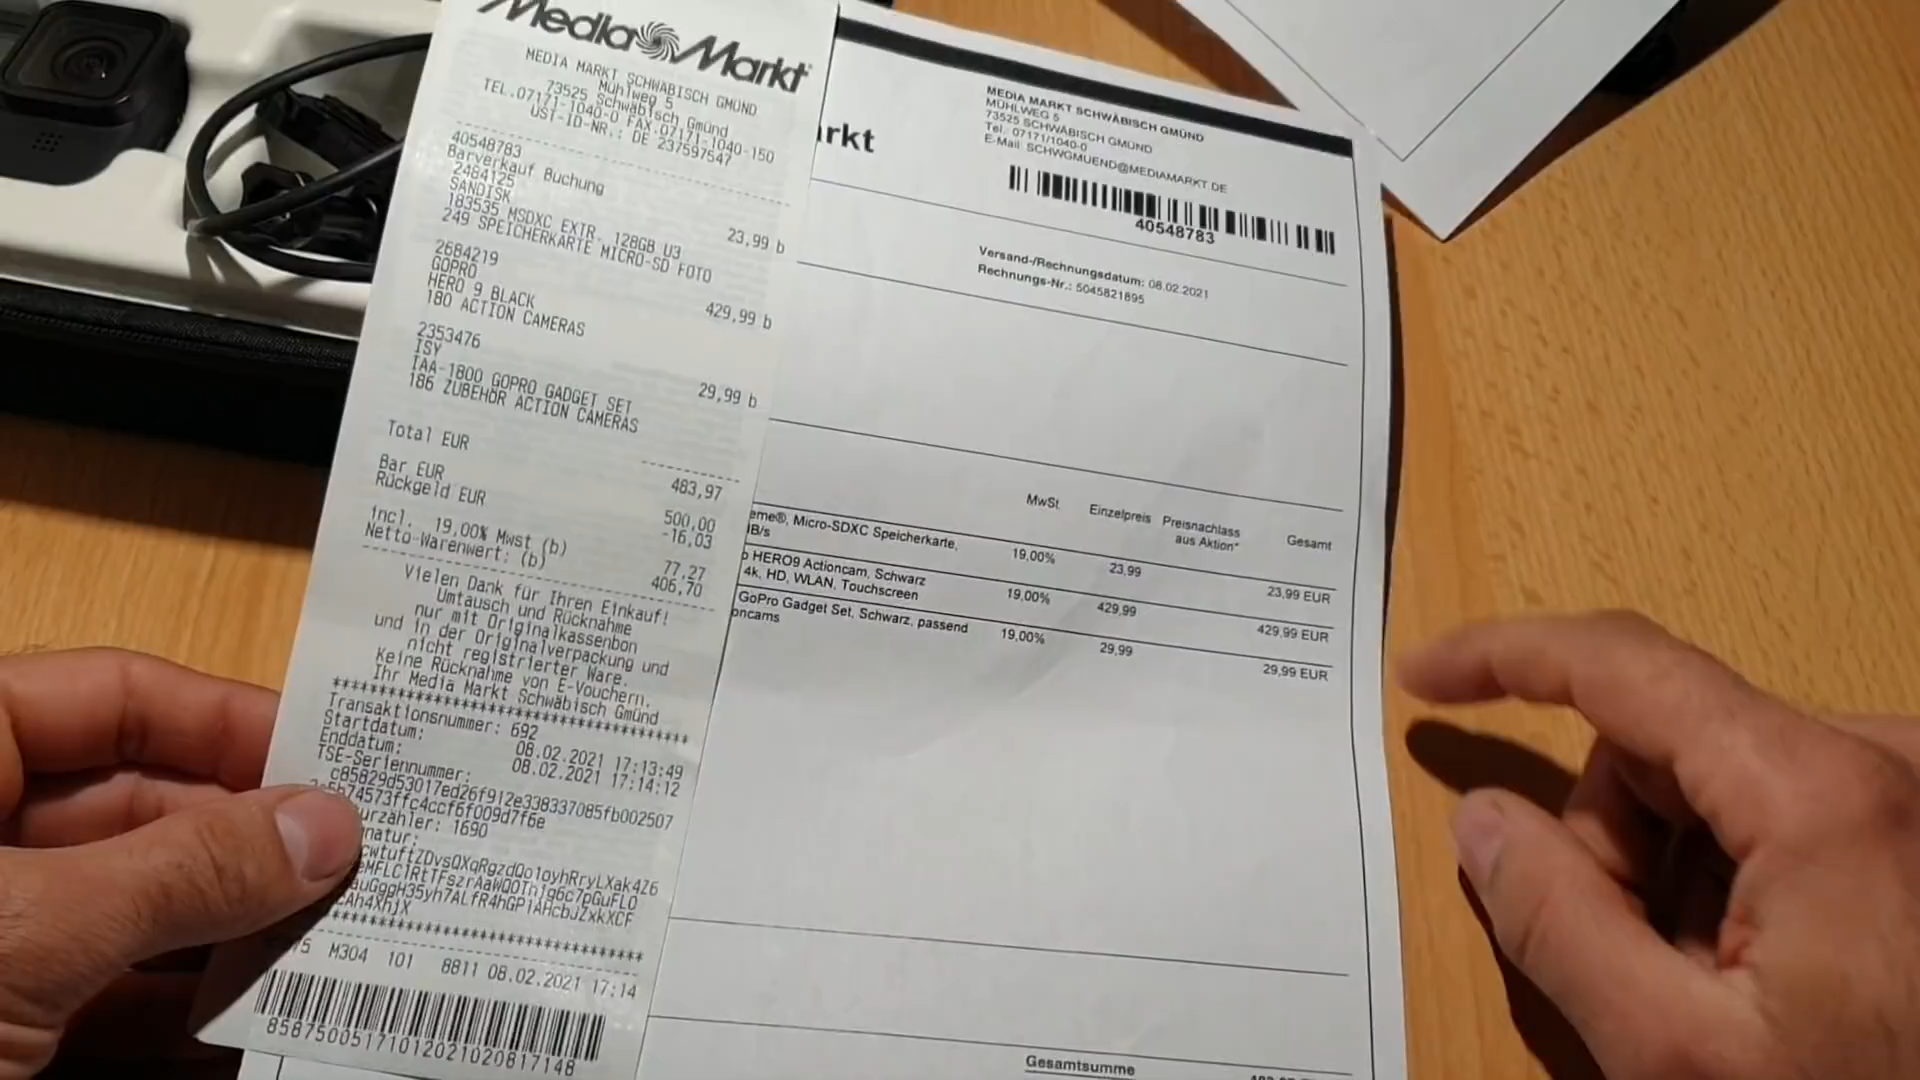 Media Markt
MEDIA MARKT SCHWÄBISCH GMÜND
Mühlweg 5
73525 Schwäbisch Gmünd
TEL.07171-1040-0 FAX.07171-1040-150
UST-ID-NR.: DE 237597547
40548783
Barverkauf Buchung
2484125
SANDISK
183535 MSDXC EXTR. 128GB U3 23,99 b
249 SPEICHERKARTE MICRO-SD FOTO
2684219
GOPRO
HERO 9 BLACK 429,99 b
180 ACTION CAMERAS
2353476
ISY
IAA-1800 GOPRO GADGET SET 29,99 b
186 ZUBEHÖR ACTION CAMERAS
Total EUR 483,97
Bar EUR 500,00
Rückgeld EUR -16,03
incl. 19,00% Mwst (b) 77,27
Netto-Warenwert: (b) 406,70
Vielen Dank für Ihren Einkauf!
Umtausch und Rücknahme
nur mit Originalkassenbon
und in der Originalverpackung und
nicht registrierter Ware.
Keine Rücknahme von E-Vouchern.
Ihr Media Markt Schwäbisch Gmünd
****************************************
Transaktionsnummer: 692
Startdatum: 08.02.2021 17:13:49
Enddatum: 08.02.2021 17:14:12
TSE-Seriennummer:
c85829d53017ed26f912e338337085fb002507
74573ffc4ccf6f009d7f6e
urzähler: 1690
natur:
****************************************
75 M304 101 8811 08.02.2021 17:14
8587500517101202102081​7148
rkt
MEDIA MARKT SCHWÄBISCH GMÜND
MÜHLWEG 5
73525 SCHWÄBISCH GMÜND
Tel. 07171/1040-0
E-Mail: SCHWGMUEND@MEDIAMARKT.DE
40548783
Versand-/Rechnungsdatum: 08.02.2021
Rechnungs-Nr.: 5045821895
MwSt. Einzelpreis Preisnachlass Gesamt
aus Aktion*
eme®, Micro-SDXC Speicherkarte, 19,00% 23,99 23,99 EUR
B/s
HERO9 Actioncam, Schwarz 19,00% 429,99 429,99 EUR
4k, HD, WLAN, Touchscreen
GoPro Gadget Set, Schwarz, passend 19,00% 29,99 29,99 EUR
oncams
Gesamtsumme